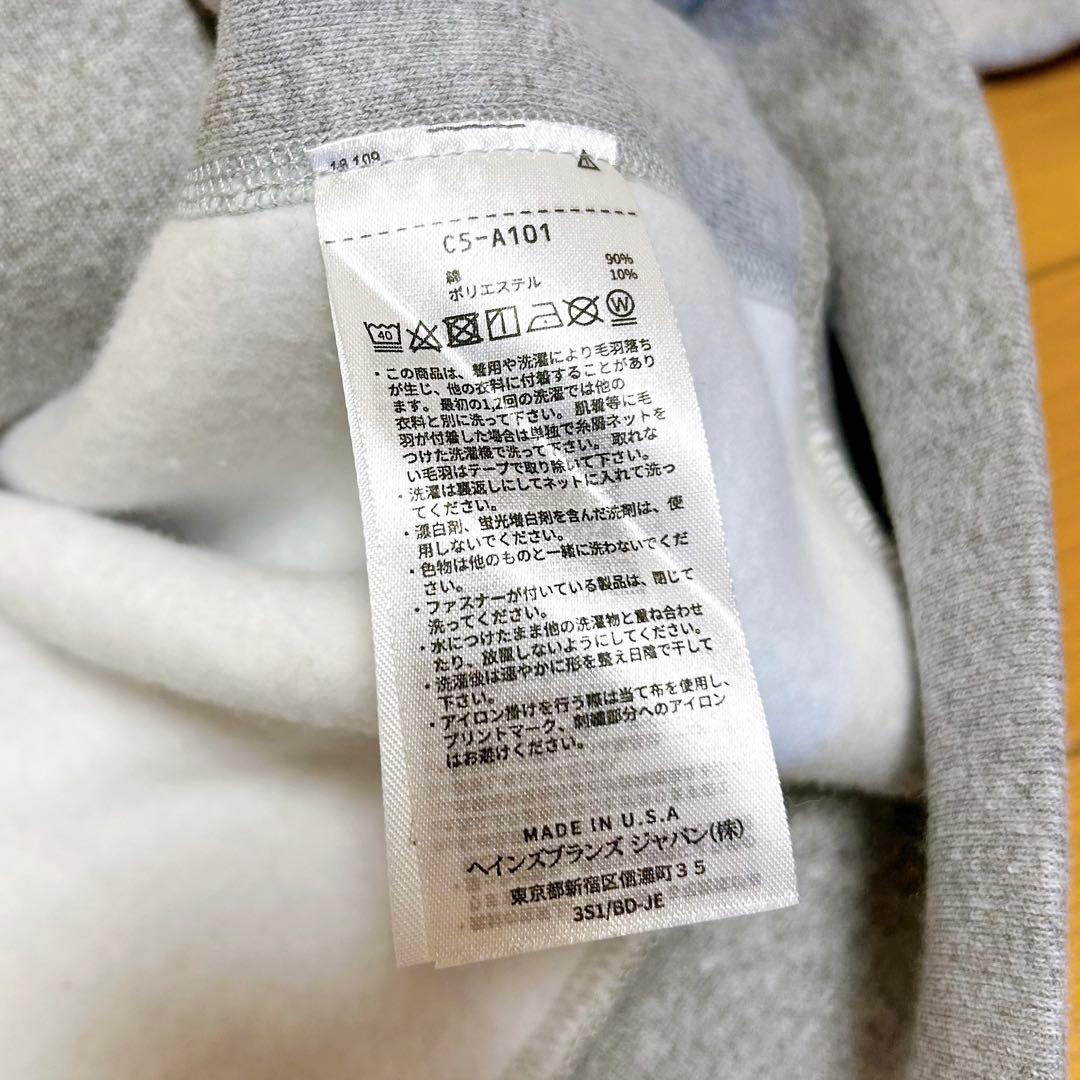 18 109
C5-A101
綿 90%
ポリエステル 10%
40
W
・この商品は、着用や洗濯により毛羽落ち
が生じ、他の衣料に付着することがあり
ます。最初の1,2回の洗濯では他の
衣料と別に洗って下さい。肌着等に毛
羽が付着した場合は単独で糸屑ネットを
つけた洗濯機で洗って下さい。取れな
い毛羽はテープで取り除いて下さい。
・洗濯は裏返しにしてネットに入れて洗っ
てください。
・漂白剤、蛍光増白剤を含んだ洗剤は、使
用しないでください。
・色物は他のものと一緒に洗わないでくだ
さい。
・ファスナーが付いている製品は、閉じて
洗ってください。
・水につけたまま他の洗濯物と重ね合わせ
たり、放置しないようにしてください。
・洗濯後は速やかに形を整え日陰で干して
下さい。
・アイロン掛けを行う際は当て布を使用し、
プリントマーク、刺繍部分へのアイロン
はお避けください。
MADE IN U.S.A
ヘインズブランズ ジャパン(株)
東京都新宿区信濃町35
3S1/BD-JE